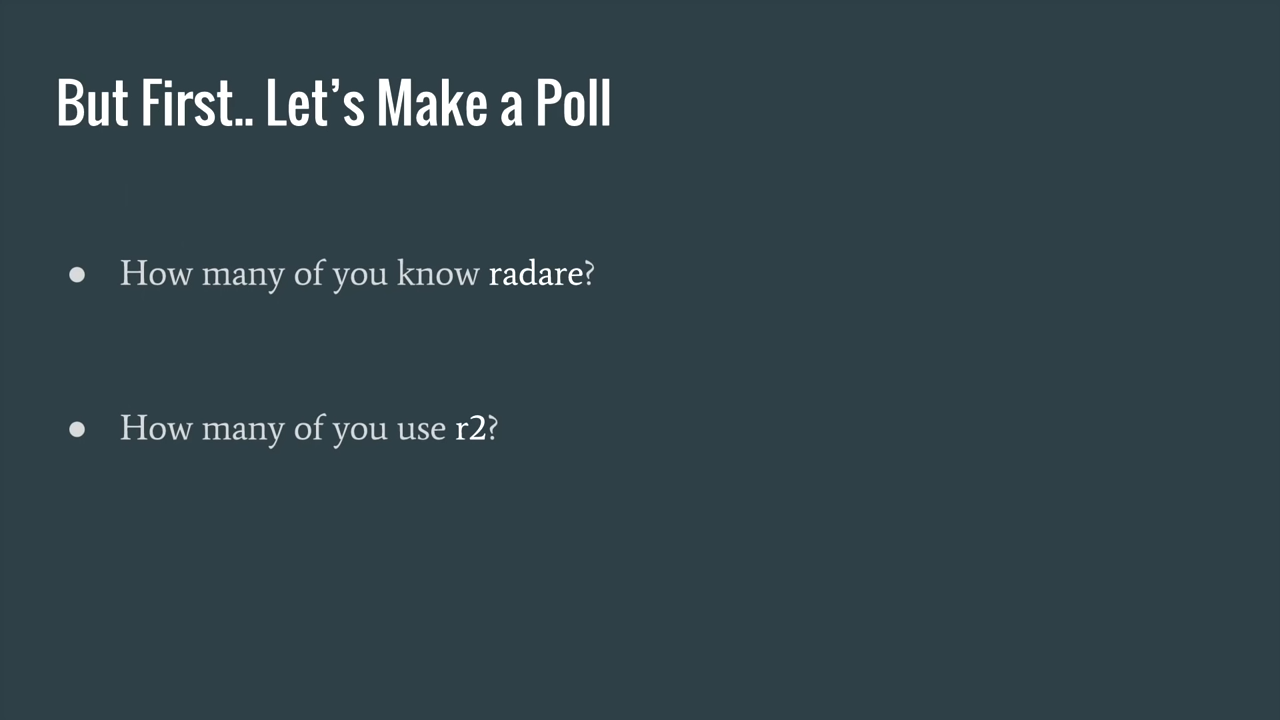 But First.. Let’s Make a Poll
● How many of you know radare?
● How many of you use r2?